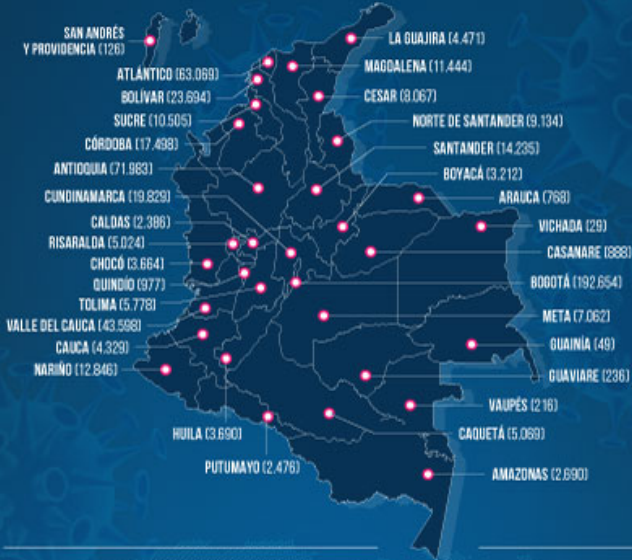 SAN ANDRÉS
Y PROVIDENCIA (126)
ATLÁNTICO (63.069)
BOLÍVAR (23.694)
SUCRE (10.505)
CÓRDOBA (17.498)
ANTIOQUIA (71.983)
CUNDINAMARCA (19.829)
CALDAS (2.386)
RISARALDA (5.024)
CHOCÓ (3.664)
QUINDÍO (977)
TOLIMA (5.778)
VALLE DEL CAUCA (43.598)
CAUCA (4.329)
NARIÑO (12.846)
HUILA (3.690)
PUTUMAYO (2.476)
LA GUAJIRA (4.471)
MAGDALENA (11.444)
CESAR (8.067)
NORTE DE SANTANDER (9.134)
SANTANDER (14.235)
BOYACÁ (3.212)
ARAUCA (768)
VICHADA (29)
CASANARE (888)
BOGOTÁ (192.654)
META (7.062)
GUAINÍA (49)
GUAVIARE (236)
VAUPÉS (216)
CAQUETÁ (5.069)
AMAZONAS (2.690)